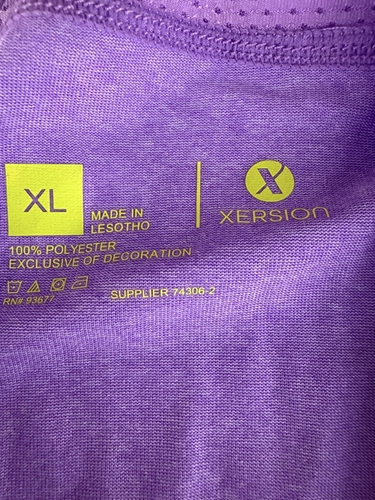 XL
MADE IN
LESOTHO
X
XERSION
100% POLYESTER
EXCLUSIVE OF DECORATION
RN# 93677
SUPPLIER 74306-2